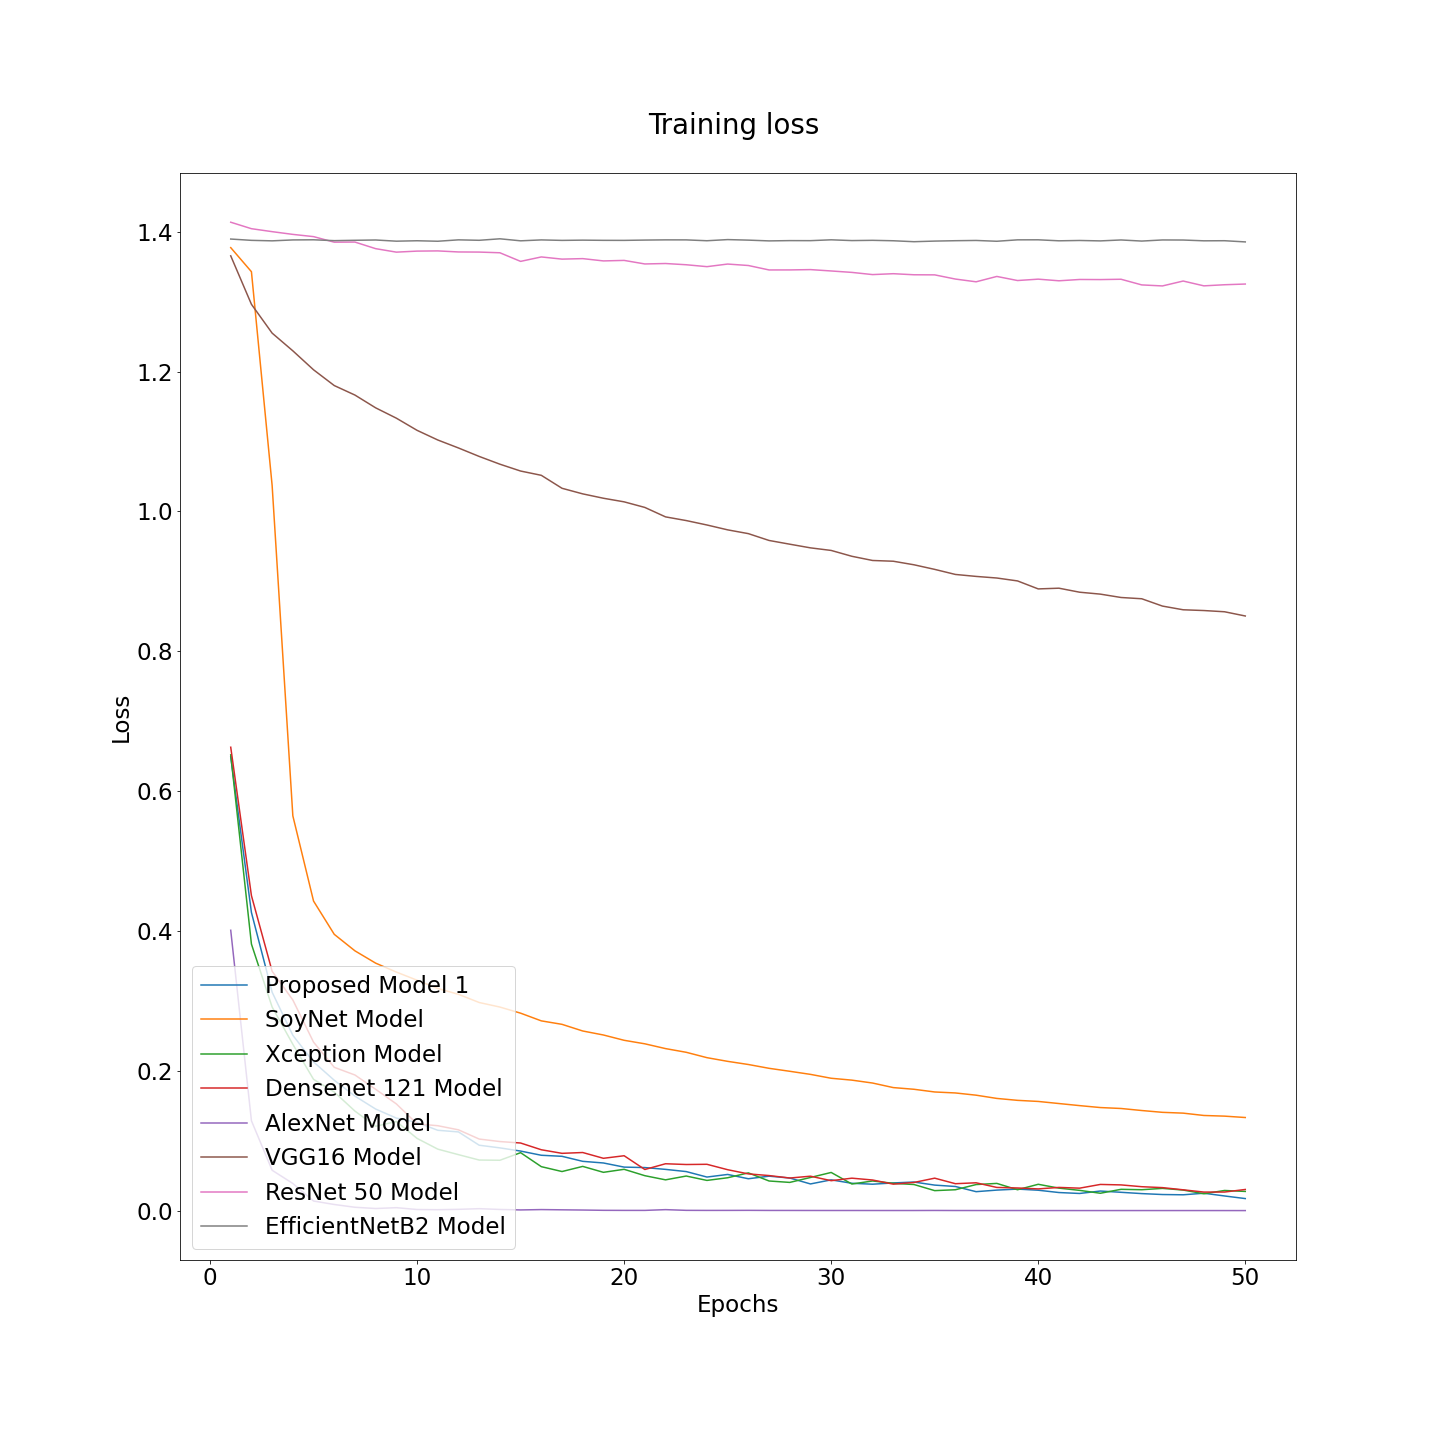 Training loss
1.4
1.2
1.0
0.8
0.6
0.4
0.2
0.0
Loss
Proposed Model 1
SoyNet Model
Xception Model
Densenet 121 Model
AlexNet Model
VGG16 Model
ResNet 50 Model
EfficientNetB2 Model
0 10 20 30 40 50
Epochs